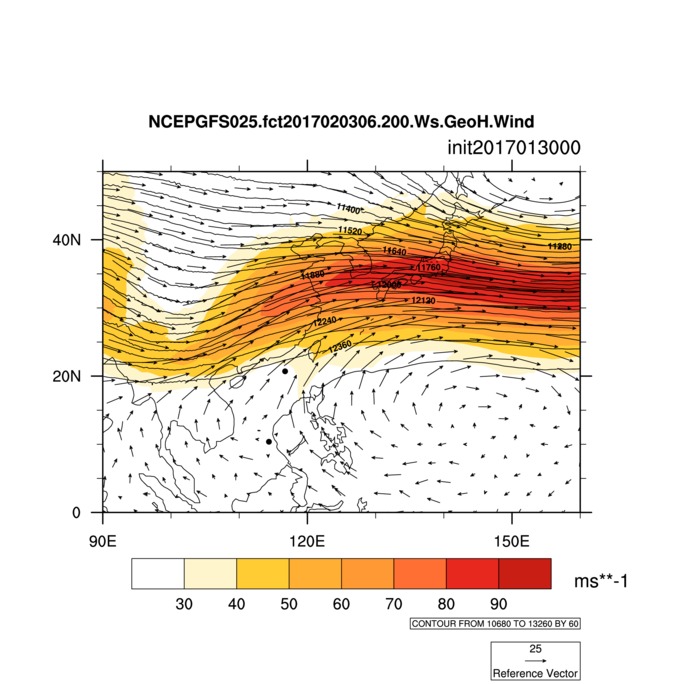 NCEPGFS025.fct2017020306.200.Ws.GeoH.Wind
init2017013000
11400
11520
11640
11280
11760
11880
12000
12120
12240
12360
40N
20N
0
90E 120E 150E
ms**-1
30 40 50 60 70 80 90
CONTOUR FROM 10680 TO 13260 BY 60
25
Reference Vector